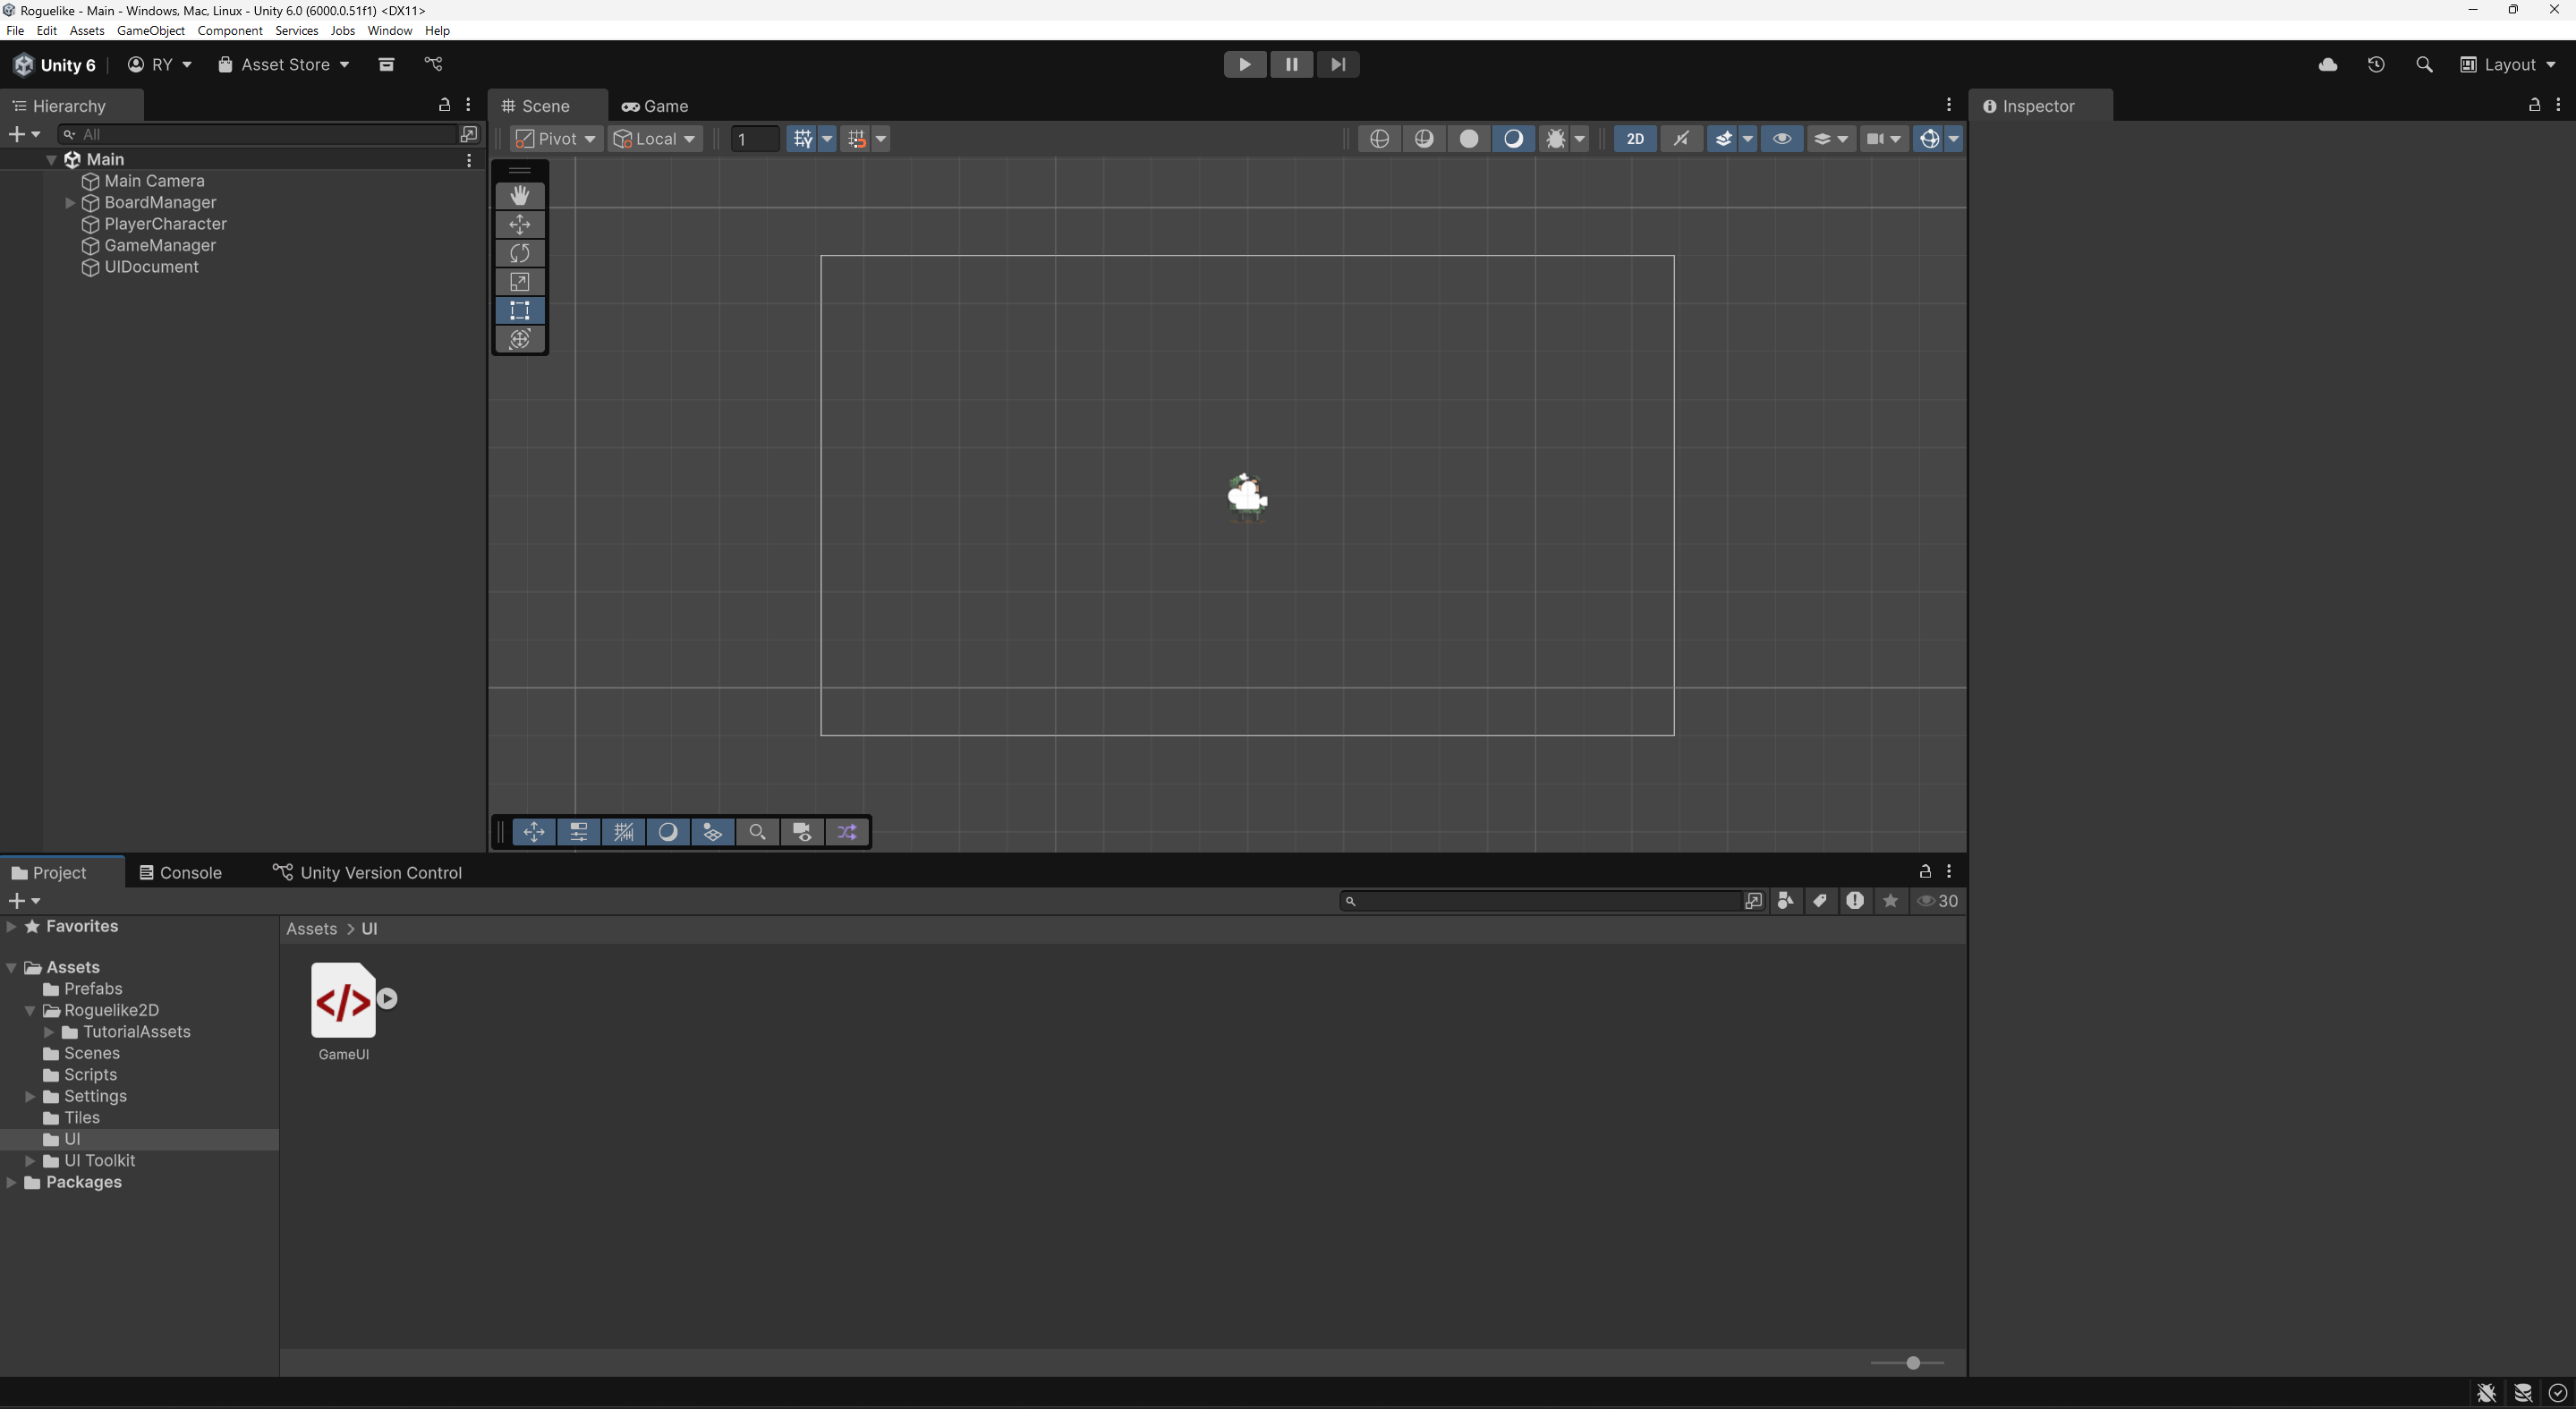 Roguelike - Main - Windows, Mac, Linux - Unity 6.0 (6000.0.51f1) <DX11>
File Edit Assets GameObject Component Services Jobs Window Help
Unity 6 RY Asset Store Layout
Hierarchy
Scene Game
Inspector
All
Pivot Local 1 2D
Main
Main Camera
BoardManager
PlayerCharacter
GameManager
UIDocument
Project Console Unity Version Control
30
Favorites
Assets > UI
Assets
Prefabs
Roguelike2D
TutorialAssets
Scenes
Scripts
Settings
Tiles
UI
UI Toolkit
Packages
</>
GameUI